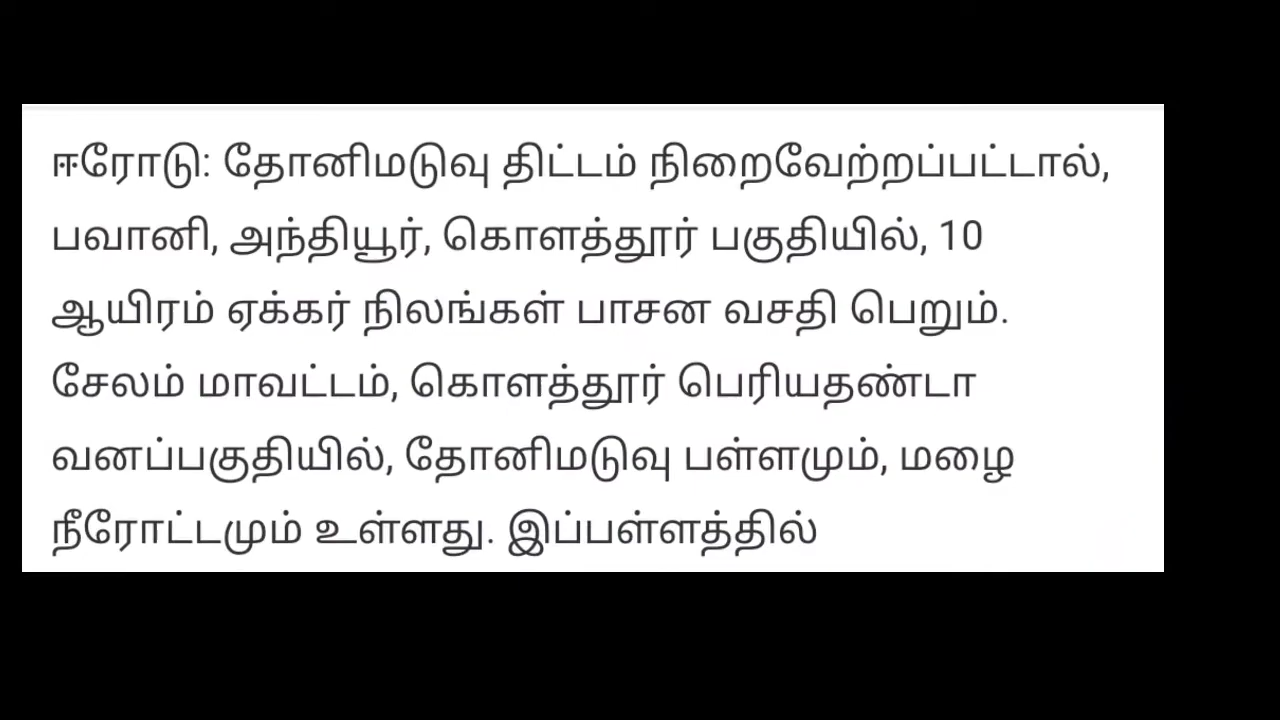 ஈரோடு: தோனிமடுவு திட்டம் நிறைவேற்றப்பட்டால்,
பவானி, அந்தியூர், கொளத்தூர் பகுதியில், 10
ஆயிரம் ஏக்கர் நிலங்கள் பாசன வசதி பெறும்.
சேலம் மாவட்டம், கொளத்தூர் பெரியதண்டா
வனப்பகுதியில், தோனிமடுவு பள்ளமும், மழை
நீரோட்டமும் உள்ளது. இப்பள்ளத்தில்